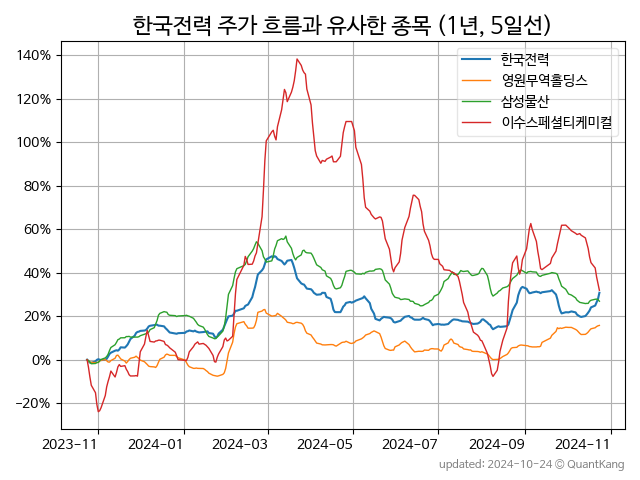 한국전력 주가 흐름과 유사한 종목 (1년, 5일선)
한국전력
영원무역홀딩스
삼성물산
이수스페셜티케미컬
140%
120%
100%
80%
60%
40%
20%
0%
−20%
2023-11 2024-01 2024-03 2024-05 2024-07 2024-09 2024-11
updated: 2024-10-24 © QuantKang